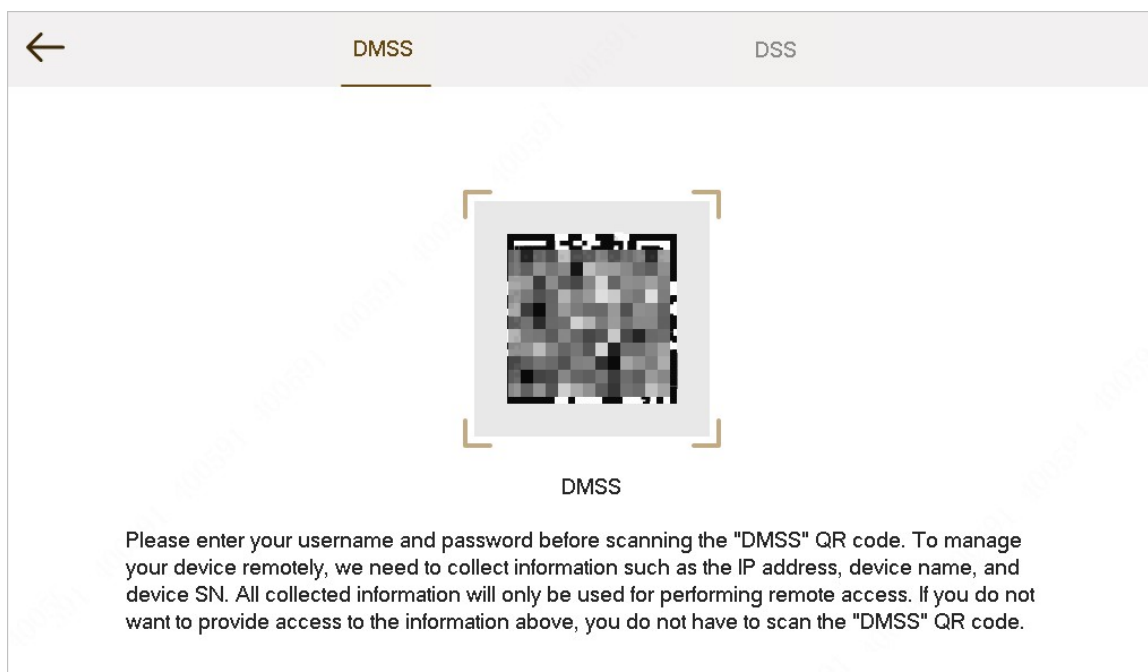 DMSS
DSS
DMSS
Please enter your username and password before scanning the "DMSS" QR code. To manage
your device remotely, we need to collect information such as the IP address, device name, and
device SN. All collected information will only be used for performing remote access. If you do not
want to provide access to the information above, you do not have to scan the "DMSS" QR code.